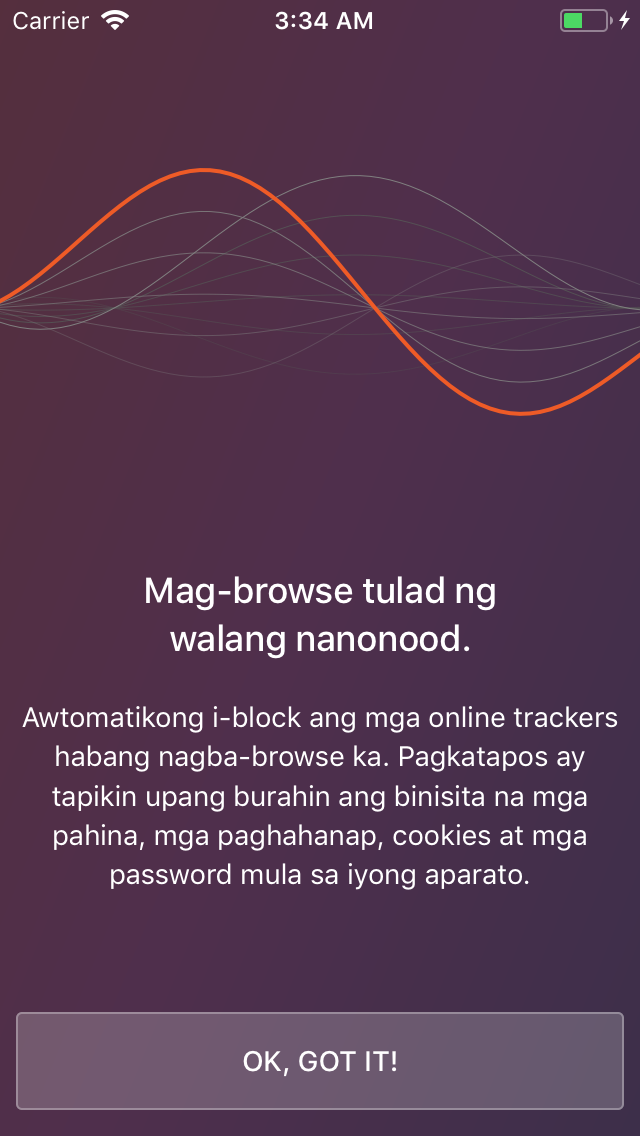 Carrier
3:34 AM
Mag-browse tulad ng
walang nanonood.
Awtomatikong i-block ang mga online trackers
habang nagba-browse ka. Pagkatapos ay
tapikin upang burahin ang binisita na mga
pahina, mga paghahanap, cookies at mga
password mula sa iyong aparato.
OK, GOT IT!